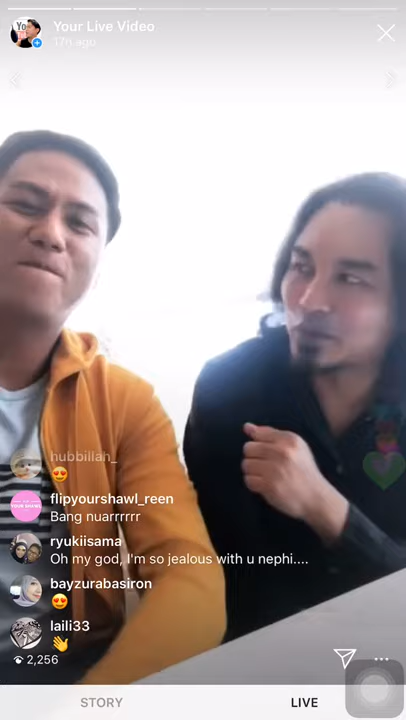 Your Live Video
17h ago
hubbillah_
😍
flipyourshawl_reen
Bang nuarrrrrr
ryukiisama
Oh my god, I'm so jealous with u nephi....
bayzurabasiron
😍
laili33
👋
2,256
STORY
LIVE